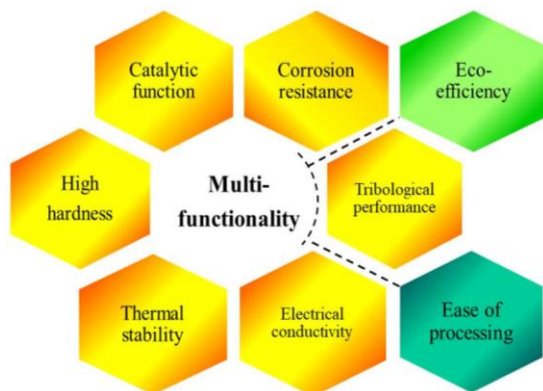 Catalytic
function
Corrosion
resistance
Eco-
efficiency
High
hardness
Multi-
functionality
Tribological
performance
Thermal
stability
Electrical
conductivity
Ease of
processing